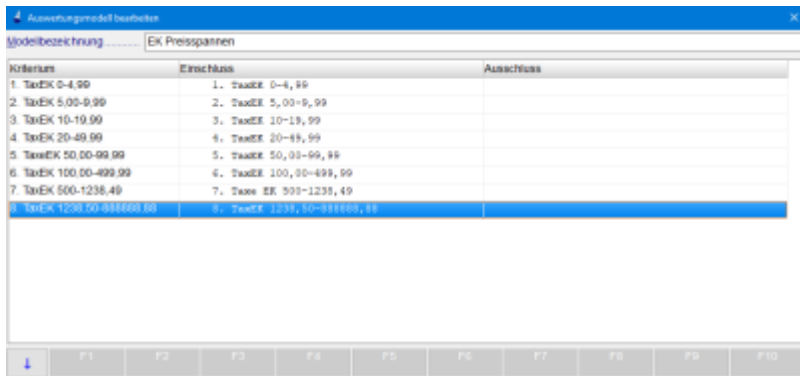 Auswertungsmodell bearbeiten
Modellbezeichnung........ EK Preisspannen
Kriterium Einschluss Ausschluss
1. TaxEK 0-4,99 1. TaxEK 0-4,99
2. TaxEK 5,00-9,99 2. TaxEK 5,00-9,99
3. TaxEK 10-19.99 3. TaxEK 10-19,99
4. TaxEK 20-49.99 4. TaxEK 20-49,99
5. TaxeEK 50,00-99,99 5. TaxEK 50,00-99,99
6. TaxEK 100,00-499,99 6. TaxEK 100,00-499,99
7. TaxEK 500-1238,49 7. Taxe EK 500-1238,49
8. TaxEK 1238,50-888888,88 8. TaxEK 1238,50-888888,88
F1 F2 F3 F4 F5 F6 F7 F8 F9 F10